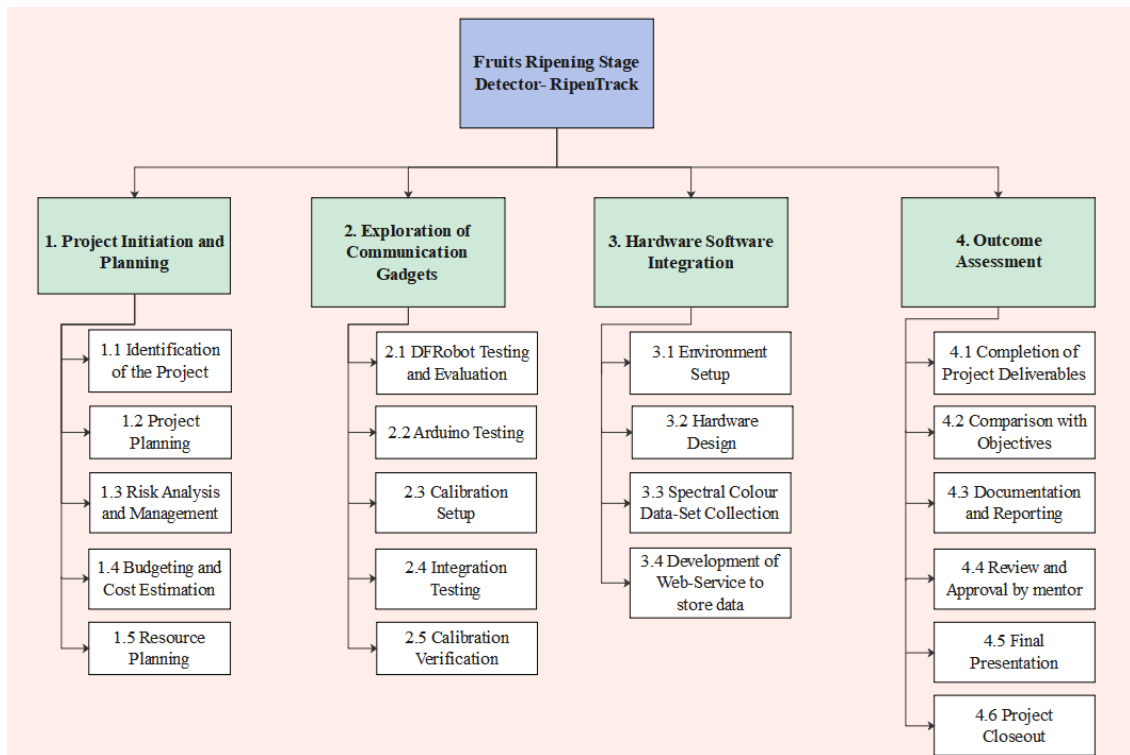 Fruits Ripening Stage
Detector- RipenTrack
1. Project Initiation and
Planning
2. Exploration of
Communication
Gadgets
3. Hardware Software
Integration
4. Outcome
Assessment
1.1 Identification
of the Project
1.2 Project
Planning
1.3 Risk Analysis
and Management
1.4 Budgeting and
Cost Estimation
1.5 Resource
Planning
2.1 DFRobot Testing
and Evaluation
2.2 Arduino Testing
2.3 Calibration
Setup
2.4 Integration
Testing
2.5 Calibration
Verification
3.1 Environment
Setup
3.2 Hardware
Design
3.3 Spectral Colour
Data-Set Collection
3.4 Development of
Web-Service to
store data
4.1 Completion of
Project Deliverables
4.2 Comparison with
Objectives
4.3 Documentation
and Reporting
4.4 Review and
Approval by mentor
4.5 Final
Presentation
4.6 Project
Closeout